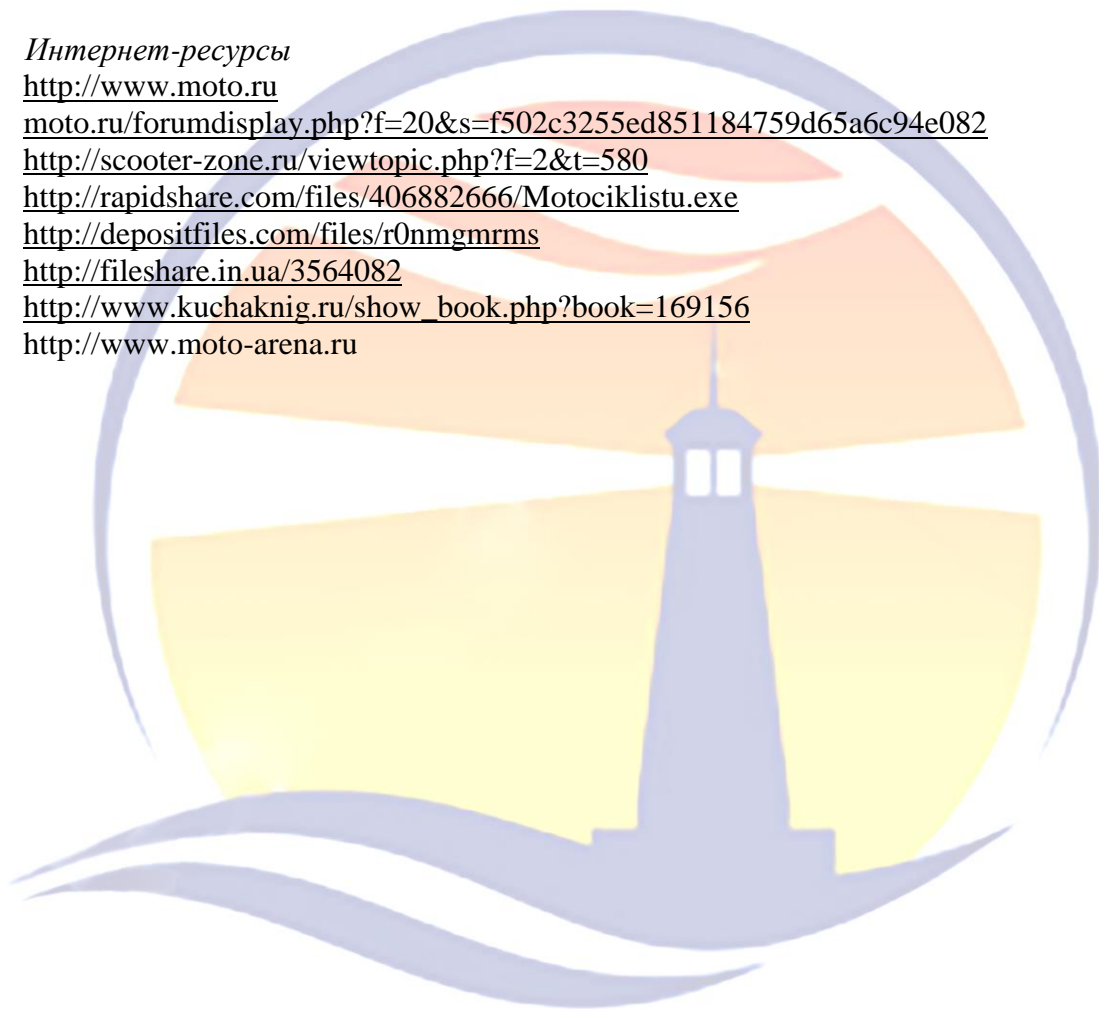 Интернет-ресурсы
http://www.moto.ru
moto.ru/forumdisplay.php?f=20&s=f502c3255ed851184759d65a6c94e082
http://scooter-zone.ru/viewtopic.php?f=2&t=580
http://rapidshare.com/files/406882666/Motociklistu.exe
http://depositfiles.com/files/r0nmgmrms
http://fileshare.in.ua/3564082
http://www.kuchaknig.ru/show_book.php?book=169156
http://www.moto-arena.ru